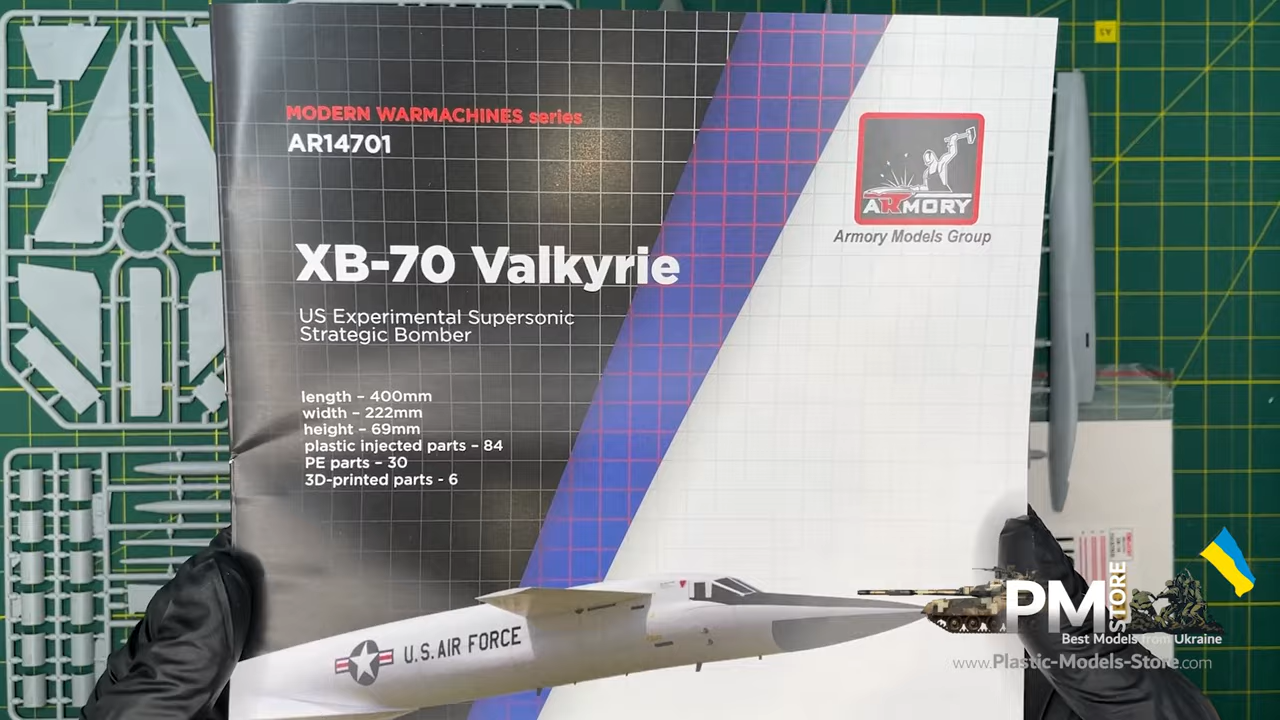 MODERN WARMACHINES series
AR14701
XB-70 Valkyrie
US Experimental Supersonic
Strategic Bomber
length – 400mm
width – 222mm
height – 69mm
plastic injected parts – 84
PE parts – 30
3D-printed parts - 6
ARMORY
Armory Models Group
A3
U.S. AIR FORCE
PM STORE
Best Models from Ukraine
www.Plastic-Models-Store.com